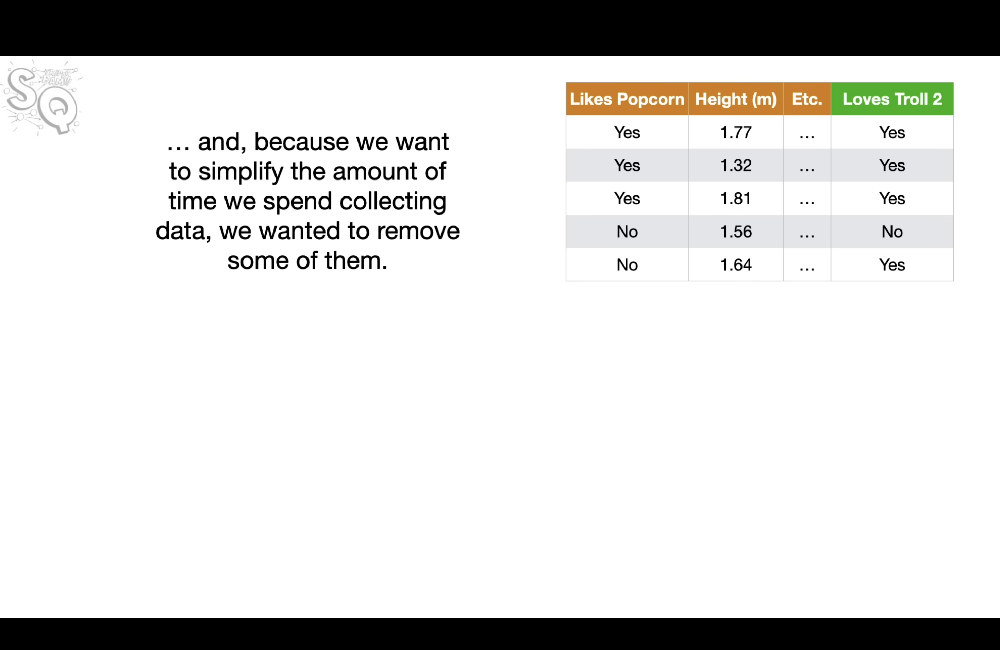 SQ
TRIPLE
BAM!!!
... and, because we want
to simplify the amount of
time we spend collecting
data, we wanted to remove
some of them.
Likes Popcorn Height (m) Etc. Loves Troll 2
Yes 1.77 ... Yes
Yes 1.32 ... Yes
Yes 1.81 ... Yes
No 1.56 ... No
No 1.64 ... Yes